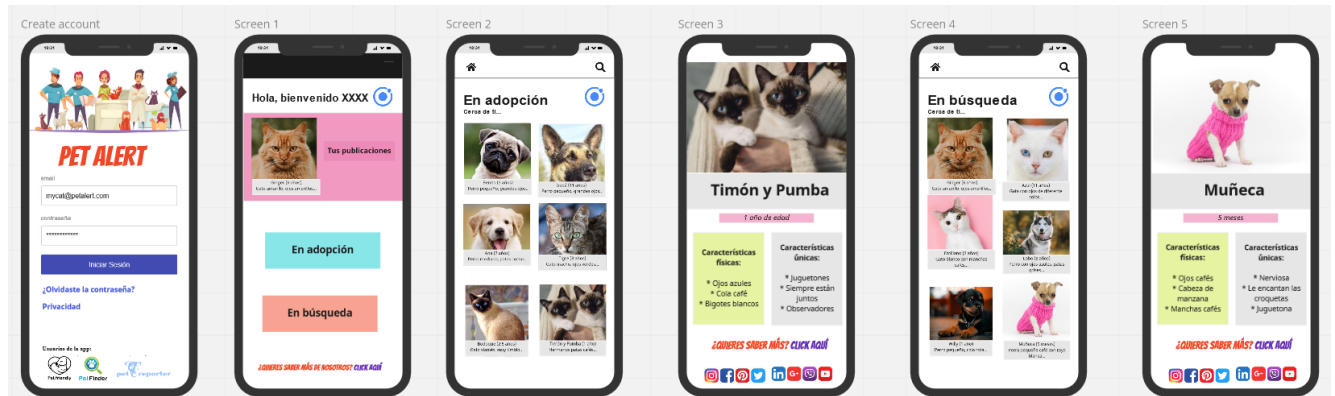 Create account
Screen 1
Screen 2
Screen 3
Screen 4
Screen 5
PET ALERT
email
mycat@petalert.com
contraseña
************
Iniciar Sesión
¿Olvidaste la contraseña?
Privacidad
Usuarios de la app:
PetFriendly
PetFinder
pet reporter
Hola, bienvenido XXXX
Tus publicaciones
En adopción
En búsqueda
¿QUIERES SABER MÁS DE NOSOTROS? CLICK AQUÍ
En adopción
Cerca de ti...
Timón y Pumba
1 año de edad
Características
físicas:
* Ojos azules
* Cola café
* Bigotes blancos
Características
únicas:
* Juguetones
* Siempre están
juntos
* Observadores
¿QUIERES SABER MÁS? CLICK AQUÍ
En búsqueda
Cerca de ti...
Muñeca
5 meses
Características
físicas:
* Ojos cafés
* Cabeza de
manzana
* Manchas cafés
Características
únicas:
* Nerviosa
* Le encantan las
croquetas
* Juguetona
¿QUIERES SABER MÁS? CLICK AQUÍ